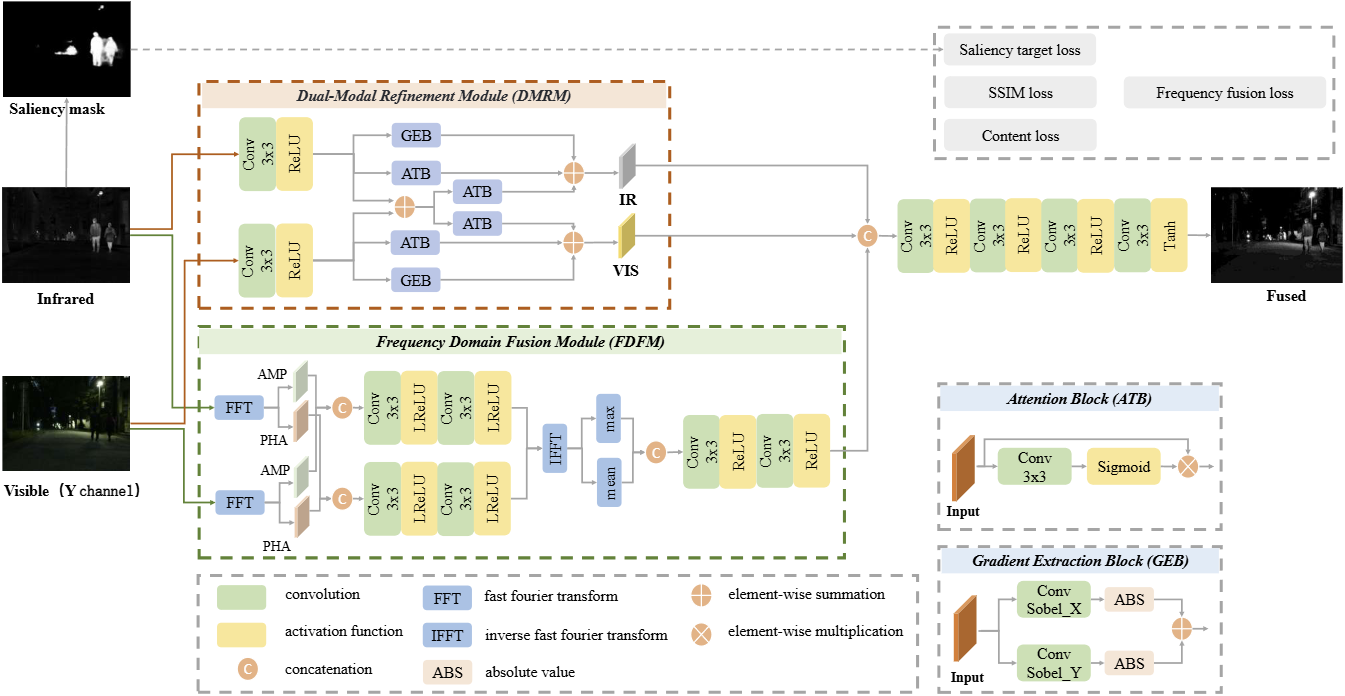 Saliency mask
Infrared
Visible (Y channel)
Dual-Modal Refinement Module (DMRM)
Conv
3x3
ReLU
Conv
3x3
ReLU
GEB
ATB
ATB
ATB
ATB
GEB
IR
VIS
Frequency Domain Fusion Module (FDFM)
FFT
AMP
PHA
FFT
AMP
PHA
C
C
Conv
3x3
LReLU
Conv
3x3
LReLU
Conv
3x3
LReLU
Conv
3x3
LReLU
IFFT
max
mean
C
Conv
3x3
ReLU
Conv
3x3
ReLU
Saliency target loss
SSIM loss
Frequency fusion loss
Content loss
C
Conv
3x3
ReLU
Conv
3x3
ReLU
Conv
3x3
ReLU
Conv
3x3
Tanh
Fused
Attention Block (ATB)
Conv
3x3
Sigmoid
Input
Gradient Extraction Block (GEB)
Conv
Sobel_X
ABS
Conv
Sobel_Y
ABS
Input
convolution
FFT fast fourier transform
element-wise summation
activation function
IFFT inverse fast fourier transform
element-wise multiplication
C concatenation
ABS absolute value